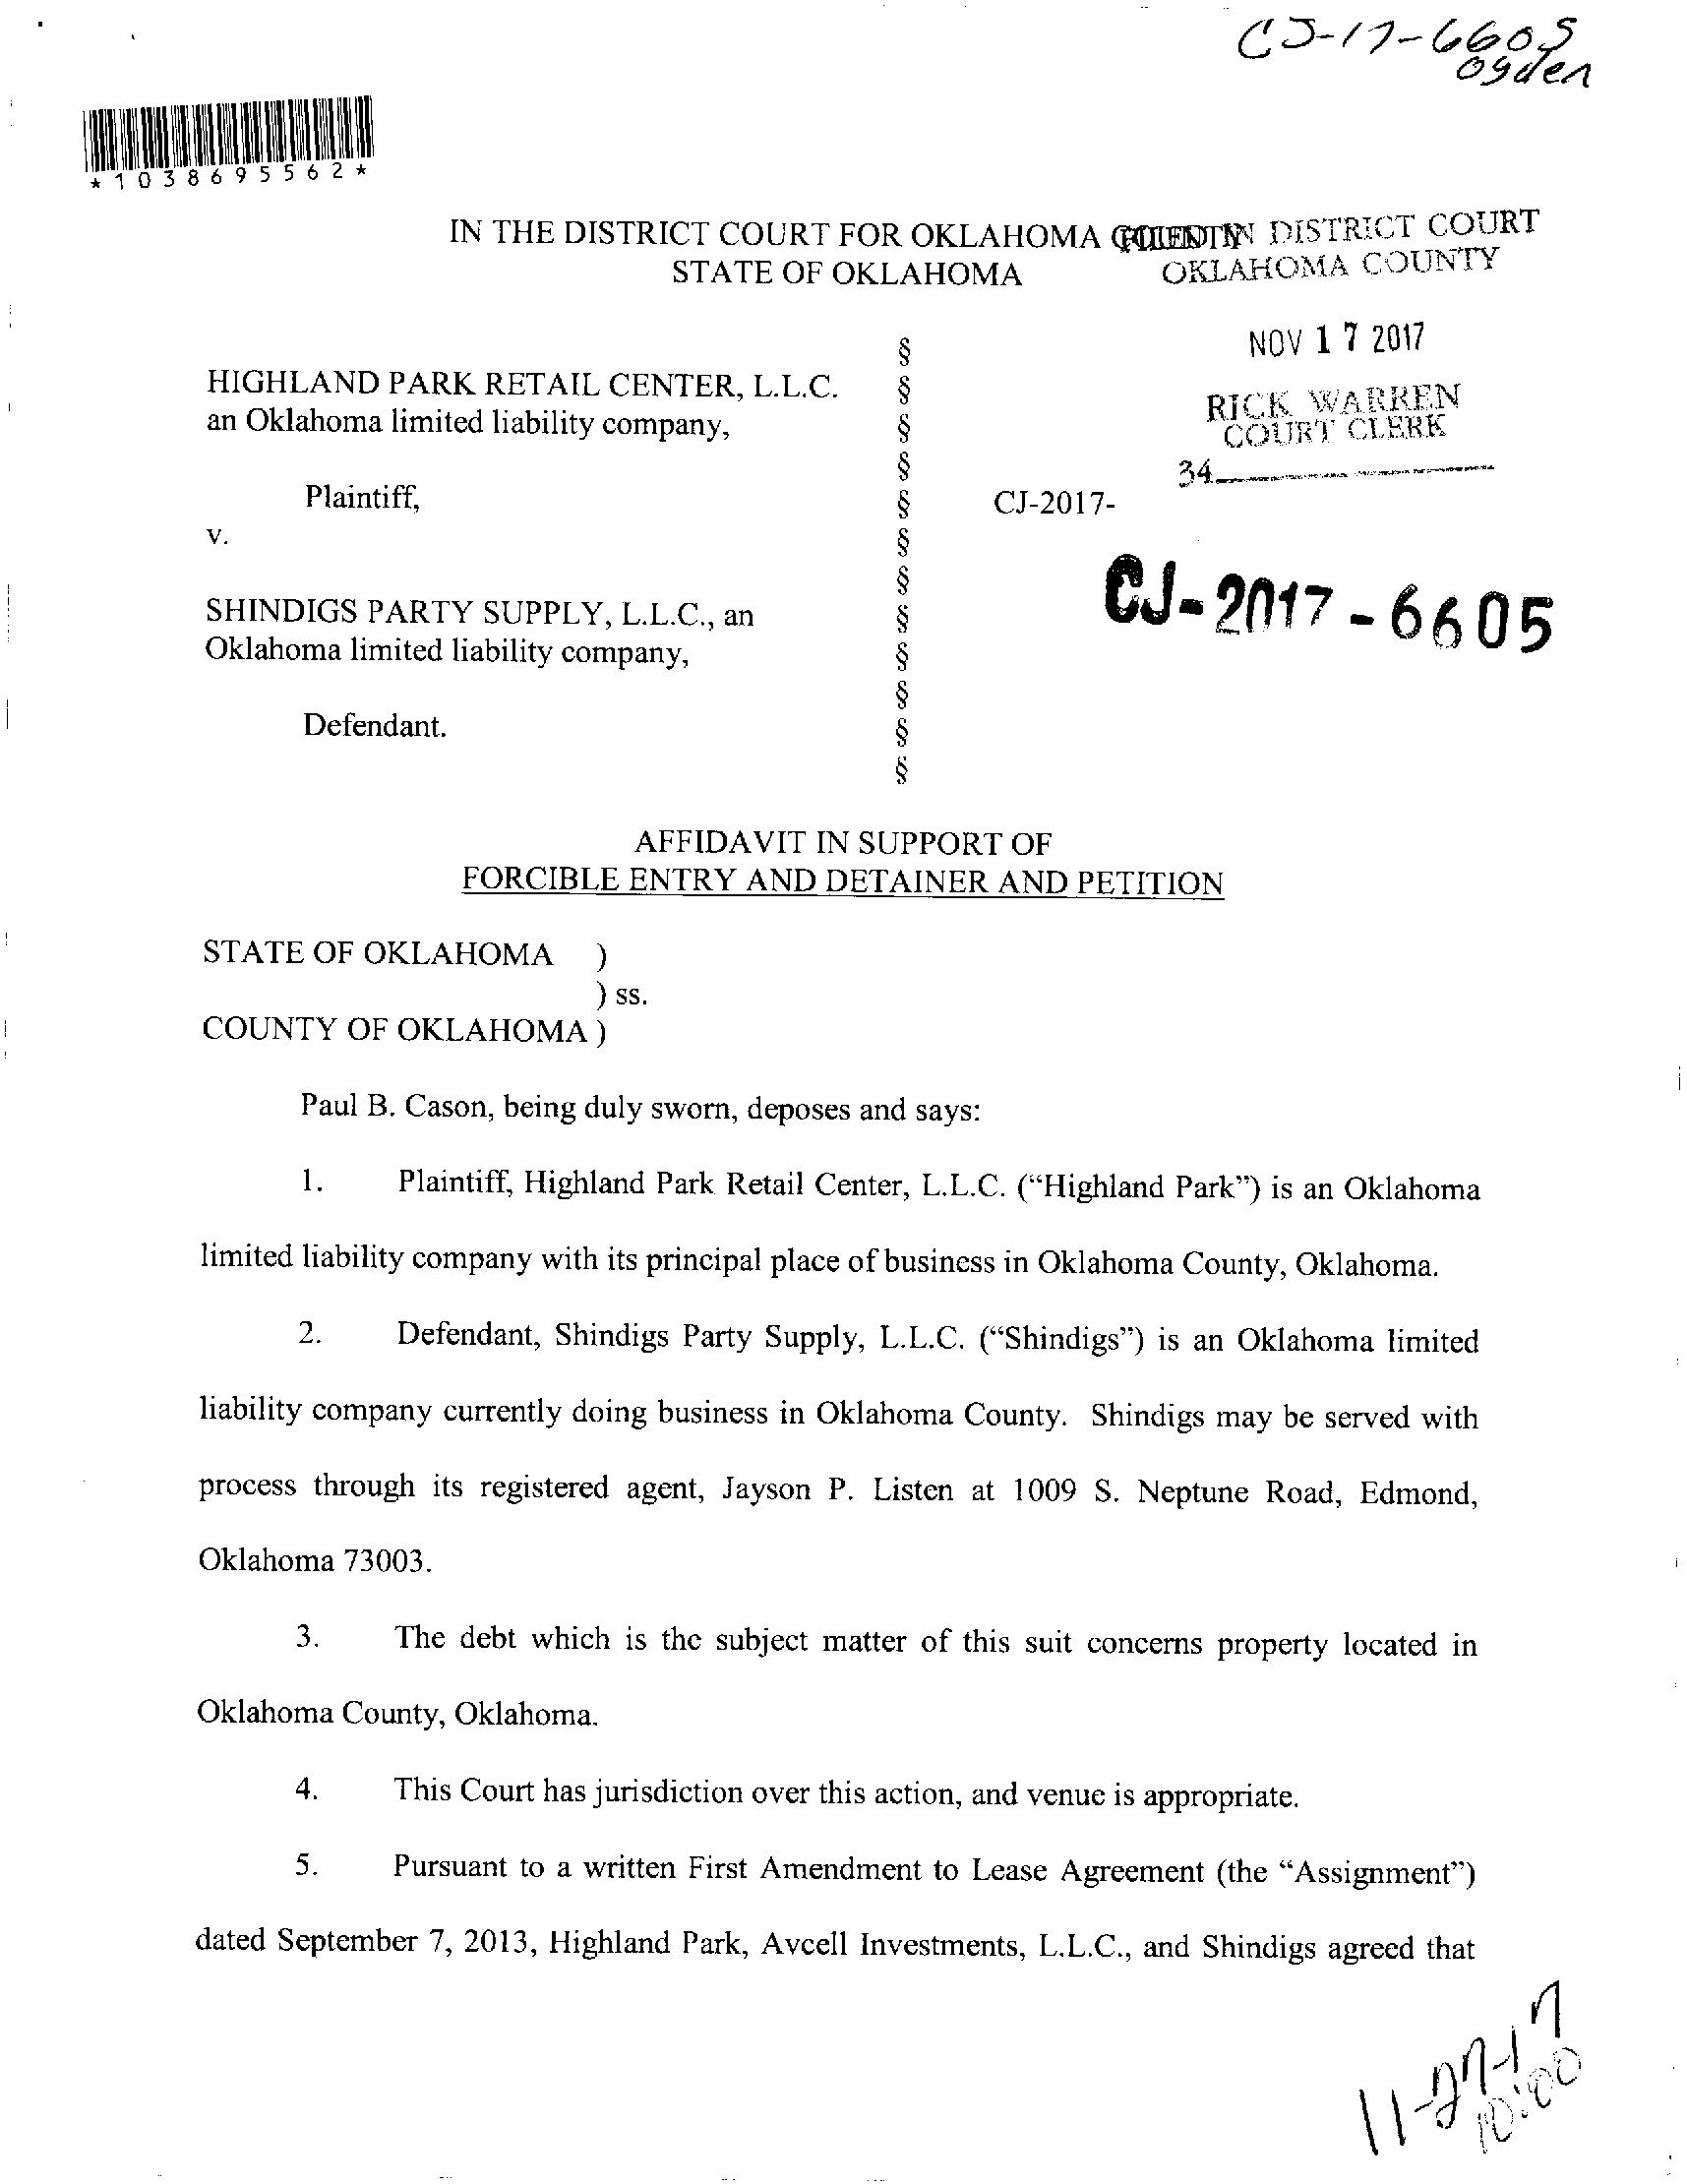 CJ-17-6605
Ogden
*1038695562*
IN THE DISTRICT COURT FOR OKLAHOMA COUNTY
STATE OF OKLAHOMA
FILED IN DISTRICT COURT
OKLAHOMA COUNTY
NOV 17 2017
RICK WARREN
COURT CLERK
34
HIGHLAND PARK RETAIL CENTER, L.L.C.
an Oklahoma limited liability company,
Plaintiff,
v.
SHINDIGS PARTY SUPPLY, L.L.C., an
Oklahoma limited liability company,
Defendant.
§
§
§
§
§
§
§
§
§
§
§
§
CJ-2017-
CJ-2017-6605
AFFIDAVIT IN SUPPORT OF
FORCIBLE ENTRY AND DETAINER AND PETITION
STATE OF OKLAHOMA )
) ss.
COUNTY OF OKLAHOMA )
Paul B. Cason, being duly sworn, deposes and says:
1. Plaintiff, Highland Park Retail Center, L.L.C. (“Highland Park”) is an Oklahoma
limited liability company with its principal place of business in Oklahoma County, Oklahoma.
2. Defendant, Shindigs Party Supply, L.L.C. (“Shindigs”) is an Oklahoma limited
liability company currently doing business in Oklahoma County. Shindigs may be served with
process through its registered agent, Jayson P. Listen at 1009 S. Neptune Road, Edmond,
Oklahoma 73003.
3. The debt which is the subject matter of this suit concerns property located in
Oklahoma County, Oklahoma.
4. This Court has jurisdiction over this action, and venue is appropriate.
5. Pursuant to a written First Amendment to Lease Agreement (the “Assignment”)
dated September 7, 2013, Highland Park, Avcell Investments, L.L.C., and Shindigs agreed that
11-27-17
10:00